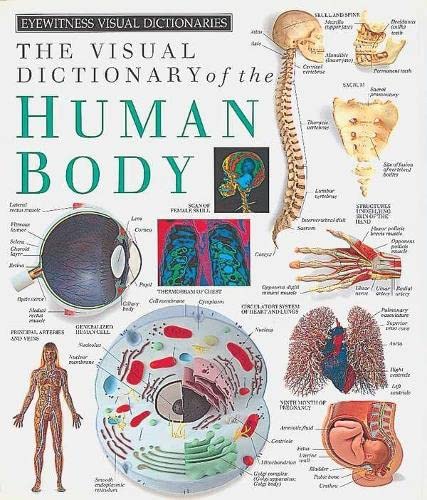 EYEWITNESS VISUAL DICTIONARIES
THE VISUAL
DICTIONARY of the
HUMAN
BODY
SKULL AND SPINE
Atlas
Axis
Maxilla
(upper jaw)
Deciduous
(milk) teeth
Mandible
(lower jaw)
Cervical
vertebrae
Permanent teeth
SACRUM
Sacral
promontory
Thoracic
vertebrae
Site of fusion
of vertebral
bodies
Lumbar
vertebrae
Intervertebral disk
Sacrum
Coccyx
SCAN OF
FEMALE SKULL
Lateral
rectus muscle
Vitreous
humor
Sclera
Choroid
layer
Retina
Optic nerve
Medial
rectus muscle
Lens
Cornea
Pupil
Ciliary
body
THERMOGRAM OF CHEST
STRUCTURES
UNDERLYING
SKIN OF THE
HAND
Opponens
pollicis
muscle
Opponens digiti
minimi muscle
Ulnar
nerve
Ulnar
artery
Radial
artery
PRINCIPAL ARTERIES
AND VEINS
GENERALIZED
HUMAN CELL
Nucleolus
Nuclear
membrane
Cell membrane
Cytoplasm
Nucleus
Centriole
Mitochondrion
Golgi complex
(Golgi apparatus;
Golgi body)
Smooth
endoplasmic
reticulum
CIRCULATORY SYSTEM
OF HEART AND LUNGS
Pulmonary
vasculature
Superior
vena cava
Aorta
Right
ventricle
Left
ventricle
NINTH MONTH OF
PREGNANCY
Amniotic fluid
Fetus
Uterine
wall
Bladder
Pubic bone
Urethra